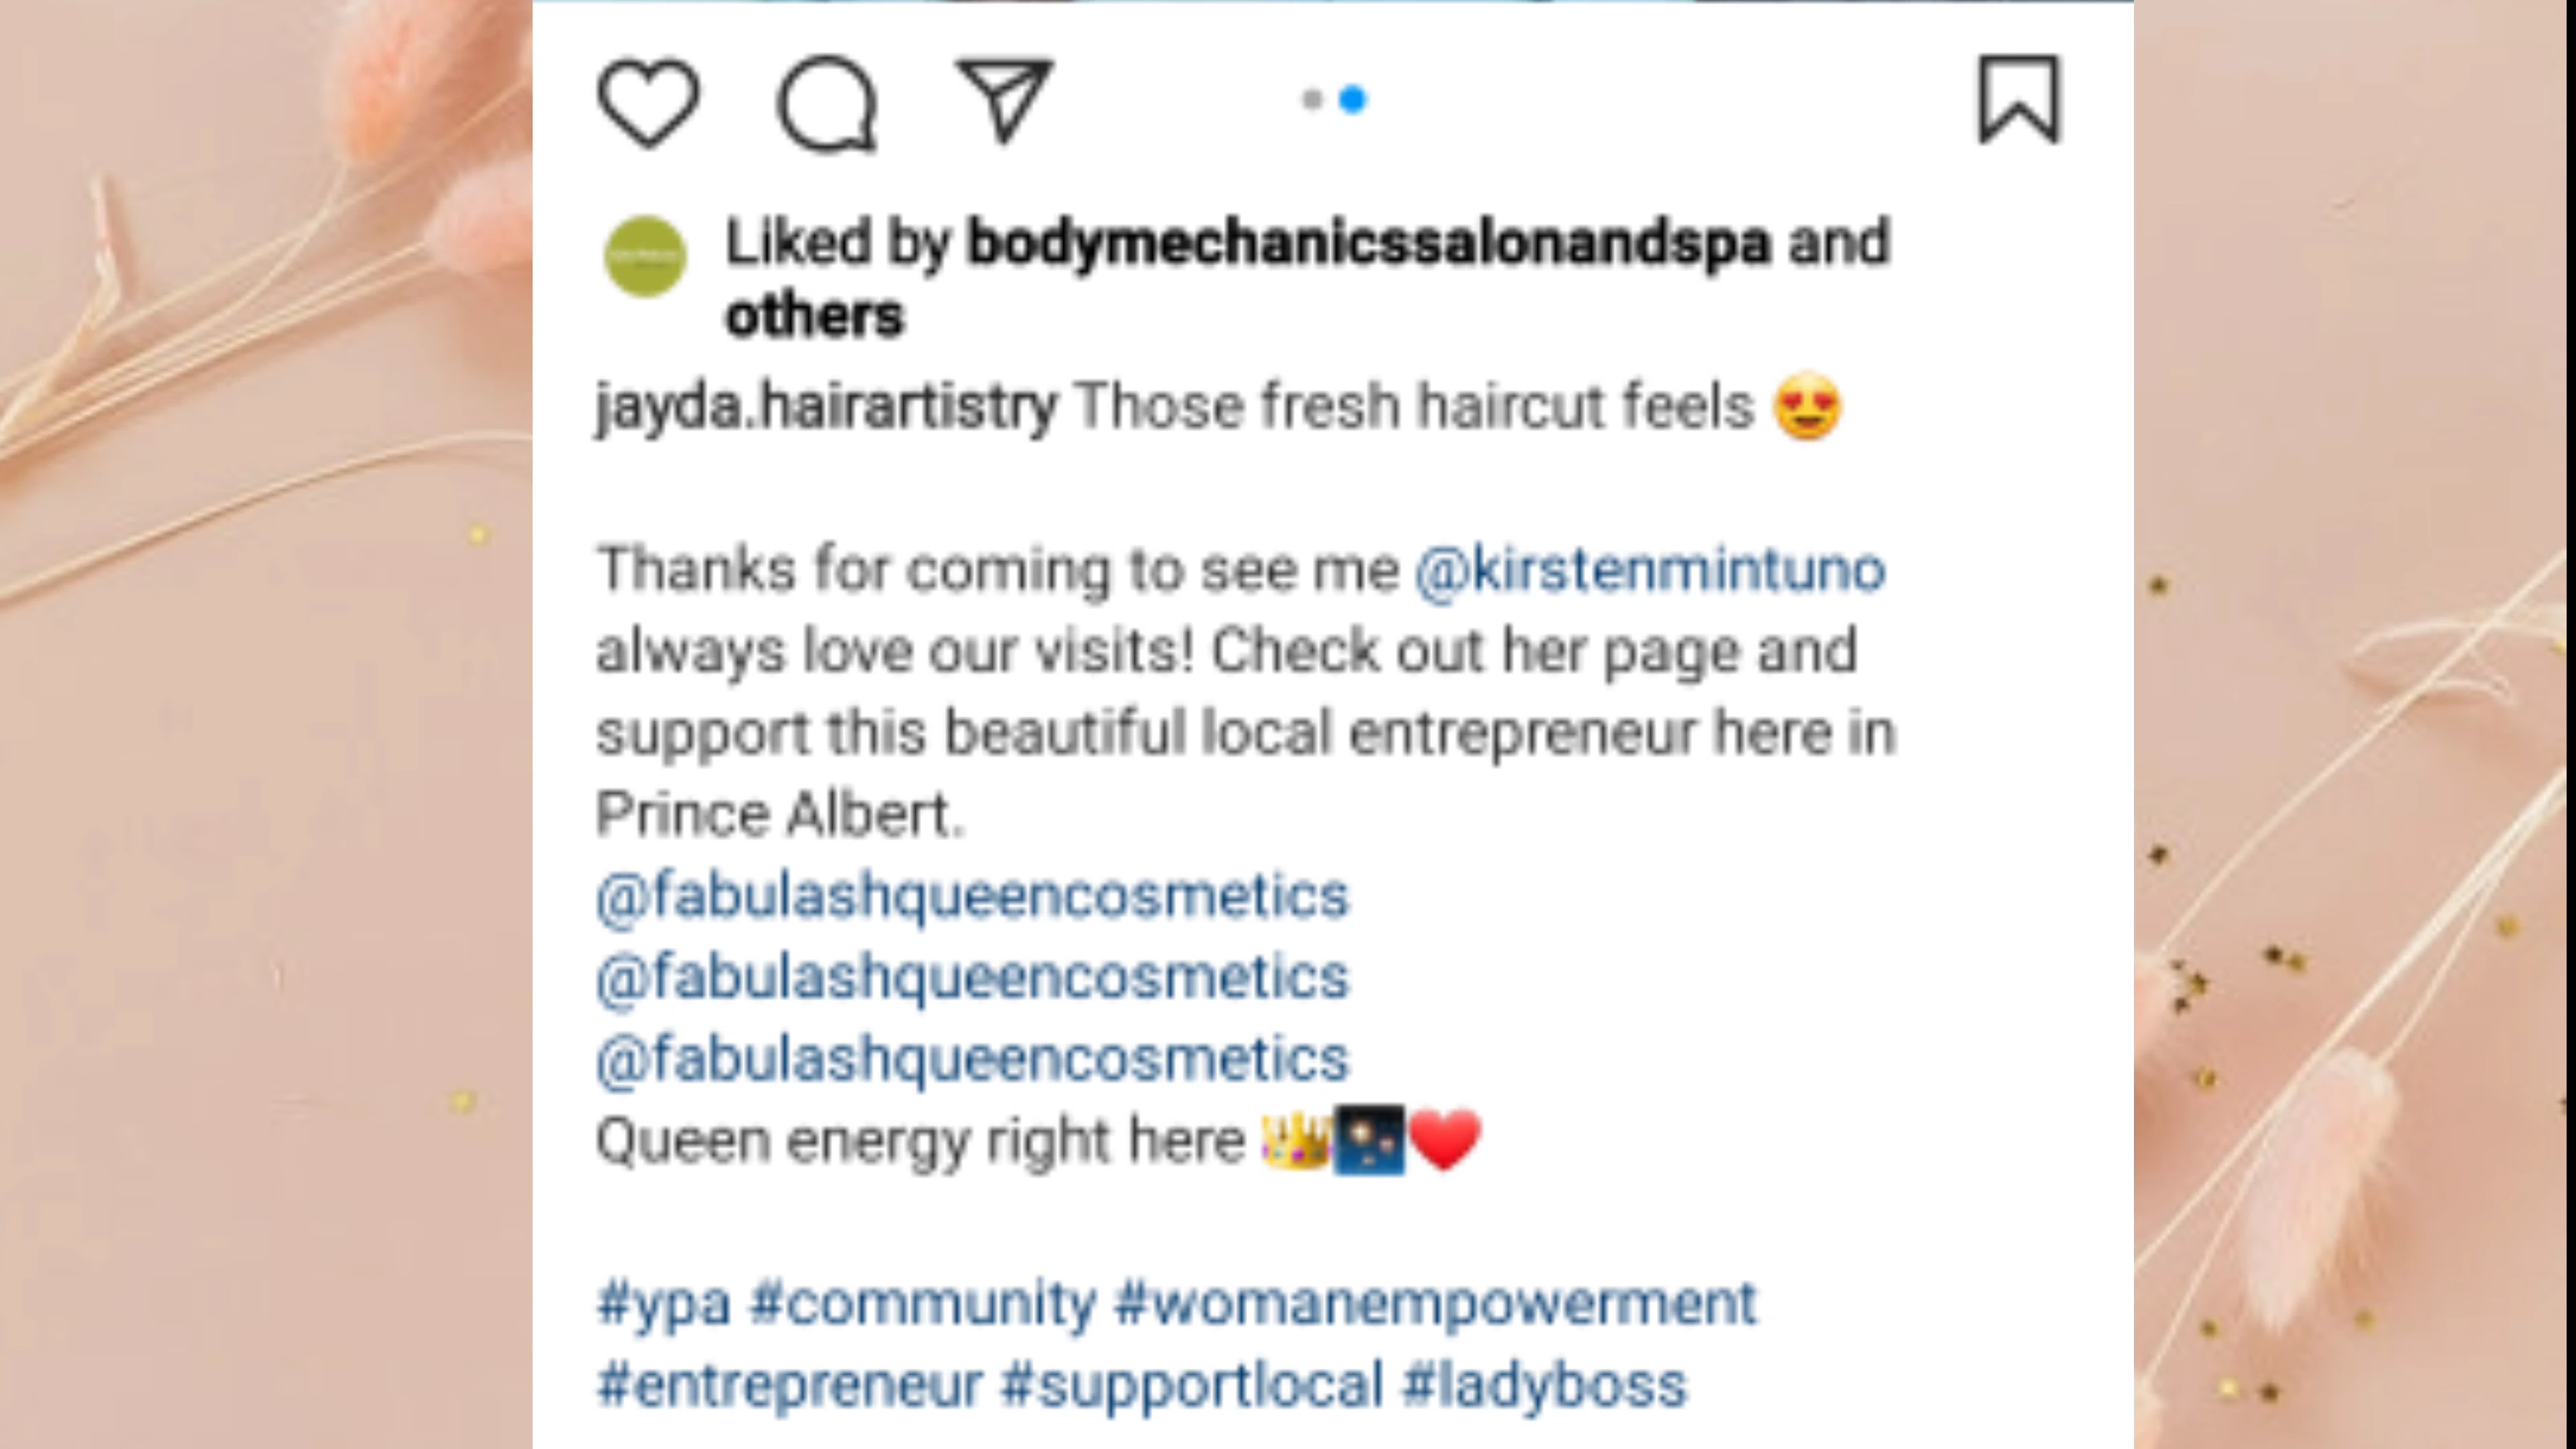 Liked by bodymechanicssalonandspa and
others
jayda.hairartistry Those fresh haircut feels 😍
Thanks for coming to see me @kirstenmintuno
always love our visits! Check out her page and
support this beautiful local entrepreneur here in
Prince Albert.
@fabulashqueencosmetics
@fabulashqueencosmetics
@fabulashqueencosmetics
Queen energy right here 👑🎇❤️
#ypa #community #womanempowerment
#entrepreneur #supportlocal #ladyboss